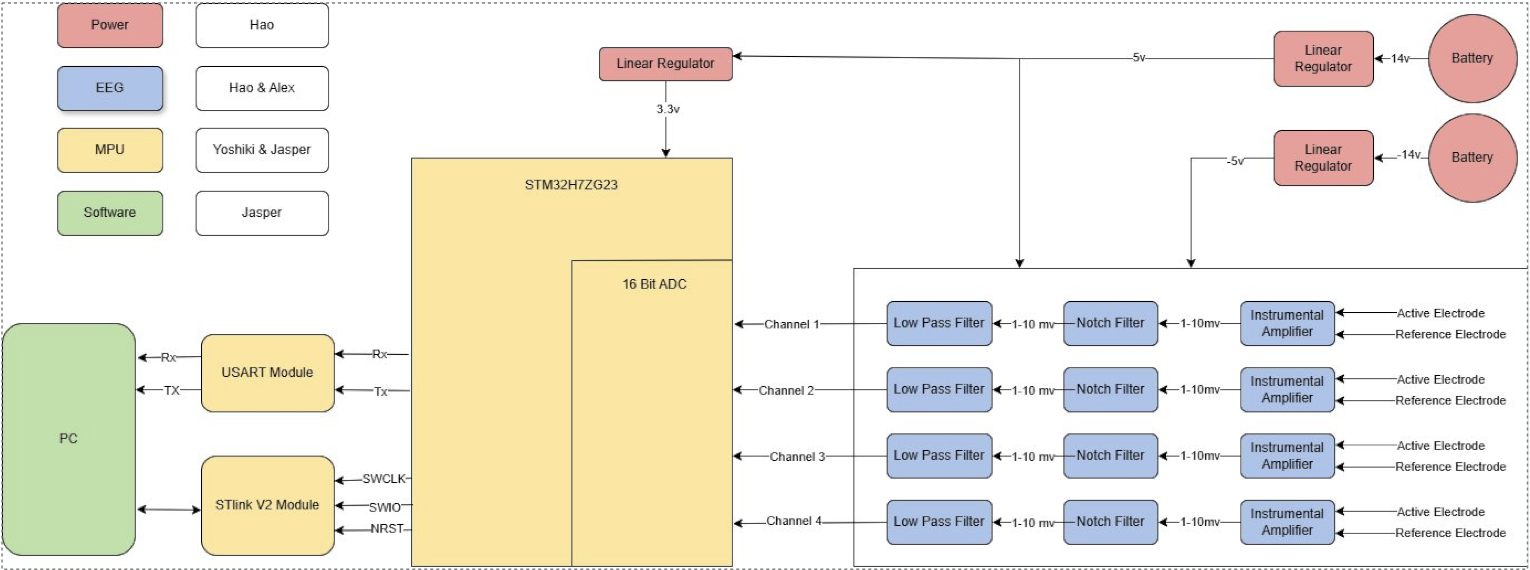 Power
Hao
EEG
Hao & Alex
MPU
Yoshiki & Jasper
Software
Jasper
Linear Regulator
5v
Linear
Regulator
14v
Battery
3.3v
-5v
Linear
Regulator
-14v
Battery
STM32H7ZG23
16 Bit ADC
Channel 1
Low Pass Filter
1-10 mv
Notch Filter
1-10mv
Instrumental
Amplifier
Active Electrode
Reference Electrode
Channel 2
Low Pass Filter
1-10 mv
Notch Filter
1-10mv
Instrumental
Amplifier
Active Electrode
Reference Electrode
Channel 3
Low Pass Filter
1-10 mv
Notch Filter
1-10mv
Instrumental
Amplifier
Active Electrode
Reference Electrode
Channel 4
Low Pass Filter
1-10 mv
Notch Filter
1-10mv
Instrumental
Amplifier
Active Electrode
Reference Electrode
PC
Rx
TX
USART Module
Rx
Tx
STlink V2 Module
SWCLK
SWIO
NRST